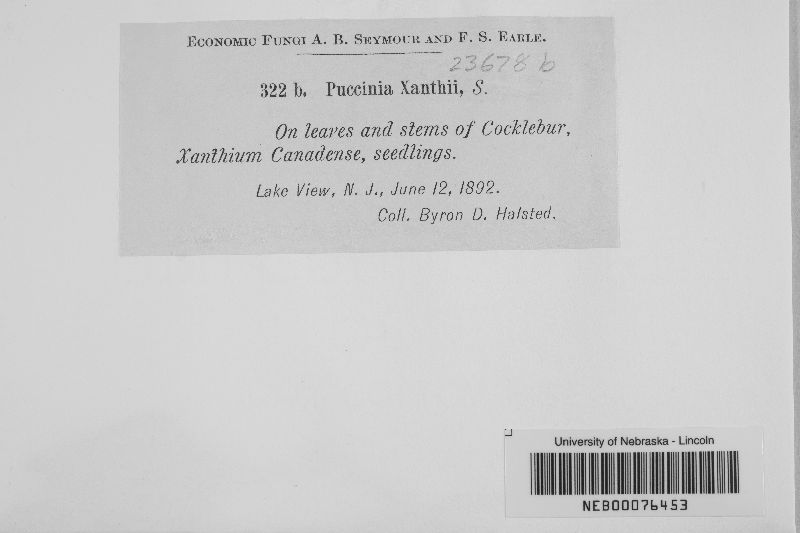 Economic Fungi A. B. Seymour and F. S. Earle.
23678 b
322 b. Puccinia Xanthii, S.
On leaves and stems of Cocklebur,
Xanthium Canadense, seedlings.
Lake View, N. J., June 12, 1892.
Coll. Byron D. Halsted.
University of Nebraska - Lincoln
NEB00076453